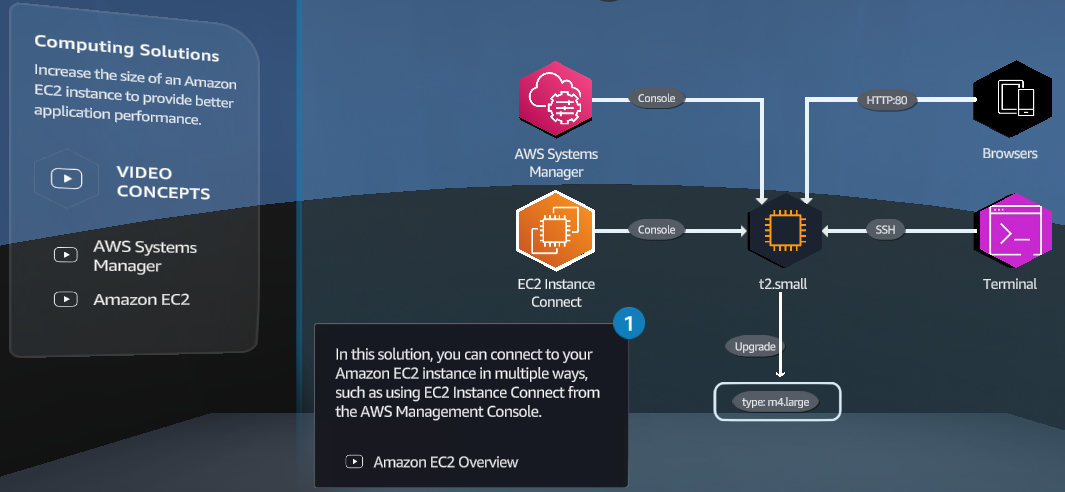 Computing Solutions
Increase the size of an Amazon
EC2 instance to provide better
application performance.
VIDEO
CONCEPTS
AWS Systems
Manager
Amazon EC2
Console
HTTP:80
AWS Systems
Manager
Browsers
Console
SSH
EC2 Instance
Connect
t2.small
Terminal
1
In this solution, you can connect to your
Amazon EC2 instance in multiple ways,
such as using EC2 Instance Connect from
the AWS Management Console.
Amazon EC2 Overview
Upgrade
type: m4.large